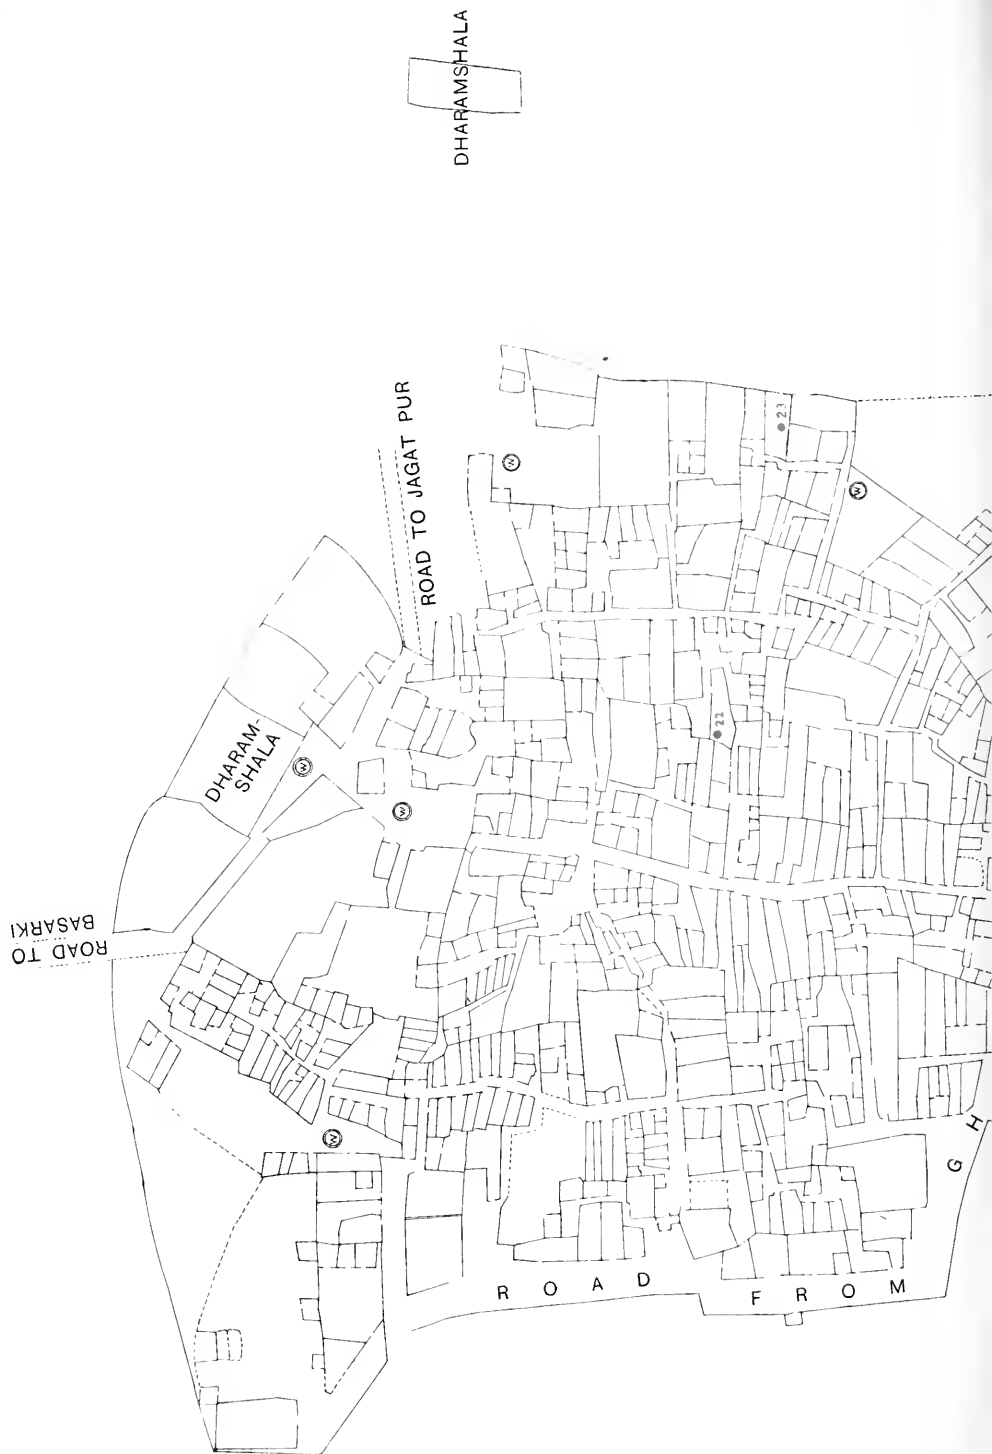 DHARAMSHALA
ROAD TO JAGAT PUR
DHARAM-
SHALA
ROAD TO
BASARKI
W
W
W
W
W
23
22
ROAD FROM
G H